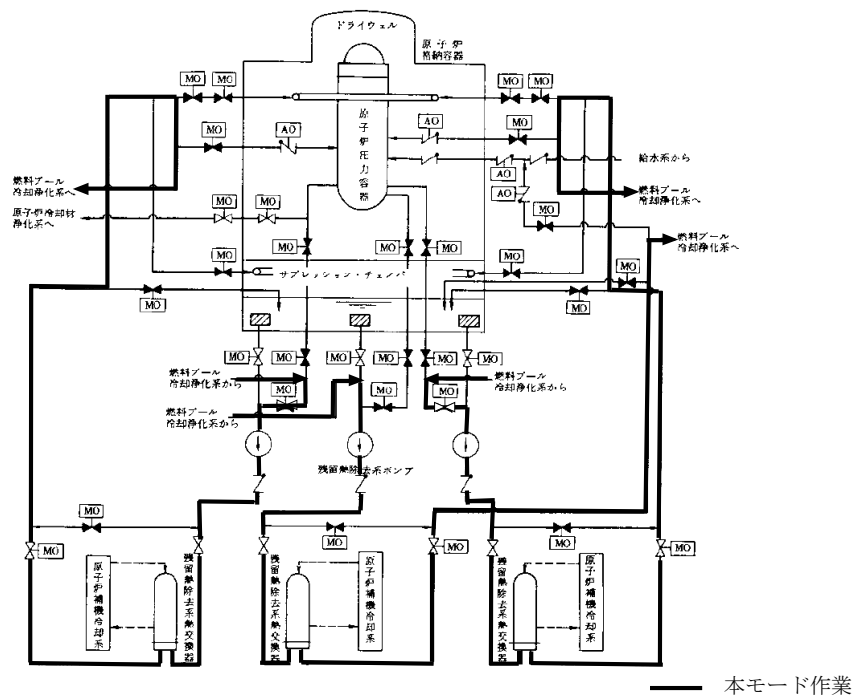 ドライウェル
原子炉
格納容器
MO
MO
MO
MO
MO
AO
AO
MO
原子炉圧力容器
給水系から
燃料プール
冷却浄化系へ
AO
AO
燃料プール
冷却浄化系へ
原子炉冷却材
浄化系へ
MO
MO
MO
MO
MO
MO
燃料プール
冷却浄化系へ
MO
MO
MO
サプレッション・チェンバ
MO
MO
MO
MO
MO
MO
MO
MO
燃料プール
冷却浄化系から
MO
MO
MO
燃料プール
冷却浄化系から
燃料プール
冷却浄化系から
残留熱除去系ポンプ
MO
MO
MO
MO
MO
MO
原子炉補機冷却系
残留熱除去系熱交換器
残留熱除去系熱交換器
原子炉補機冷却系
残留熱除去系熱交換器
原子炉補機冷却系
本モード作業